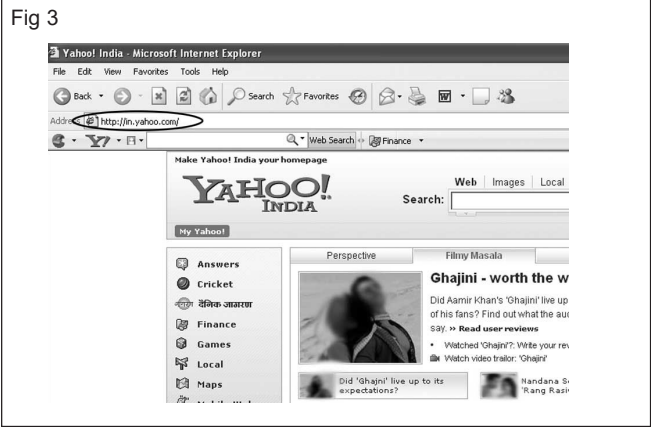 Fig 3
Yahoo! India - Microsoft Internet Explorer
File Edit View Favorites Tools Help
Back Search Favorites
Address http://in.yahoo.com/
Y7 Web Search Finance
Make Yahoo! India your homepage
YAHOO!
INDIA
Web Images Local
Search:
My Yahoo!
Perspective Filmy Masala
Answers
Cricket
दैनिक जागरण
Finance
Games
Local
Maps
Ghajini - worth the w
Did Aamir Khan's 'Ghajini' live up
of his fans? Find out what the aud
say. » Read user reviews
• Watched 'Ghajini'?: Write your rev
Watch video trailor: 'Ghajini'
Did 'Ghajni' live up to its
expectations?
Nandana Se
'Rang Rasi